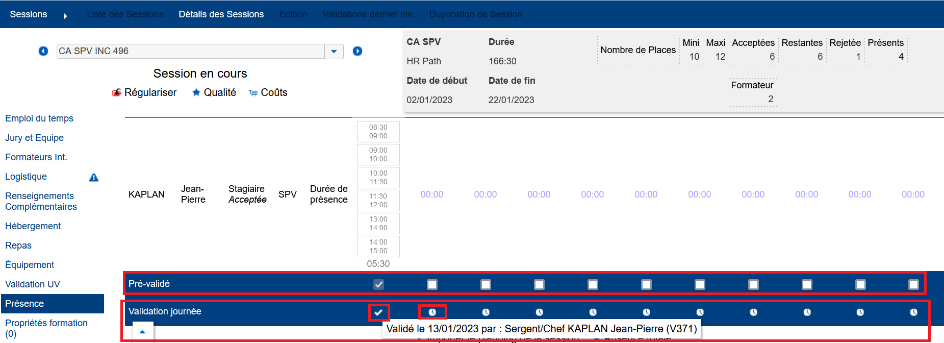 Sessions Liste des Sessions Détails des Sessions Edition Validations dernier niv. Duplication de Session
CA SPV INC 496
Session en cours
Régulariser Qualité Coûts
CA SPV Durée
HR Path 166:30
Date de début Date de fin
02/01/2023 22/01/2023
Nombre de Places Mini Maxi Acceptées Restantes Rejetée Présents
10 12 6 6 1 4
Formateur
2
Emploi du temps
Jury et Equipe
Formateurs Int.
Logistique
Renseignements
Complémentaires
Hébergement
Repas
Équipement
Validation UV
Présence
Propriétés formation
(0)
08:30
09:00
09:00
10:00
10:00
11:30
11:30
12:00
13:00
14:00
14:00
15:00
05:30
KAPLAN Jean-
Pierre Stagiaire
Acceptée SPV Durée de
présence
00:00 00:00 00:00 00:00 00:00 00:00 00:00 00:00 00:00 00:00
Pré-validé
Validation journée
Validé le 13/01/2023 par : Sergent/Chef KAPLAN Jean-Pierre (V371)